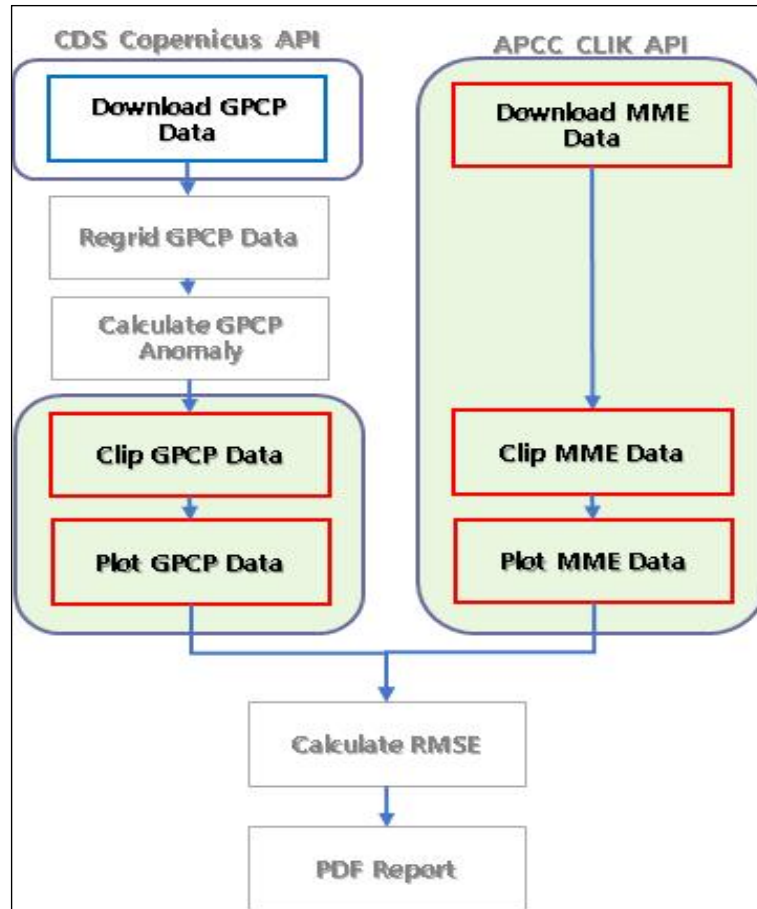 CDS Copernicus API
Download GPCP
Data
Regrid GPCP Data
Calculate GPCP
Anomaly
Clip GPCP Data
Plot GPCP Data
APCC CLIK API
Download MME
Data
Clip MME Data
Plot MME Data
Calculate RMSE
PDF Report